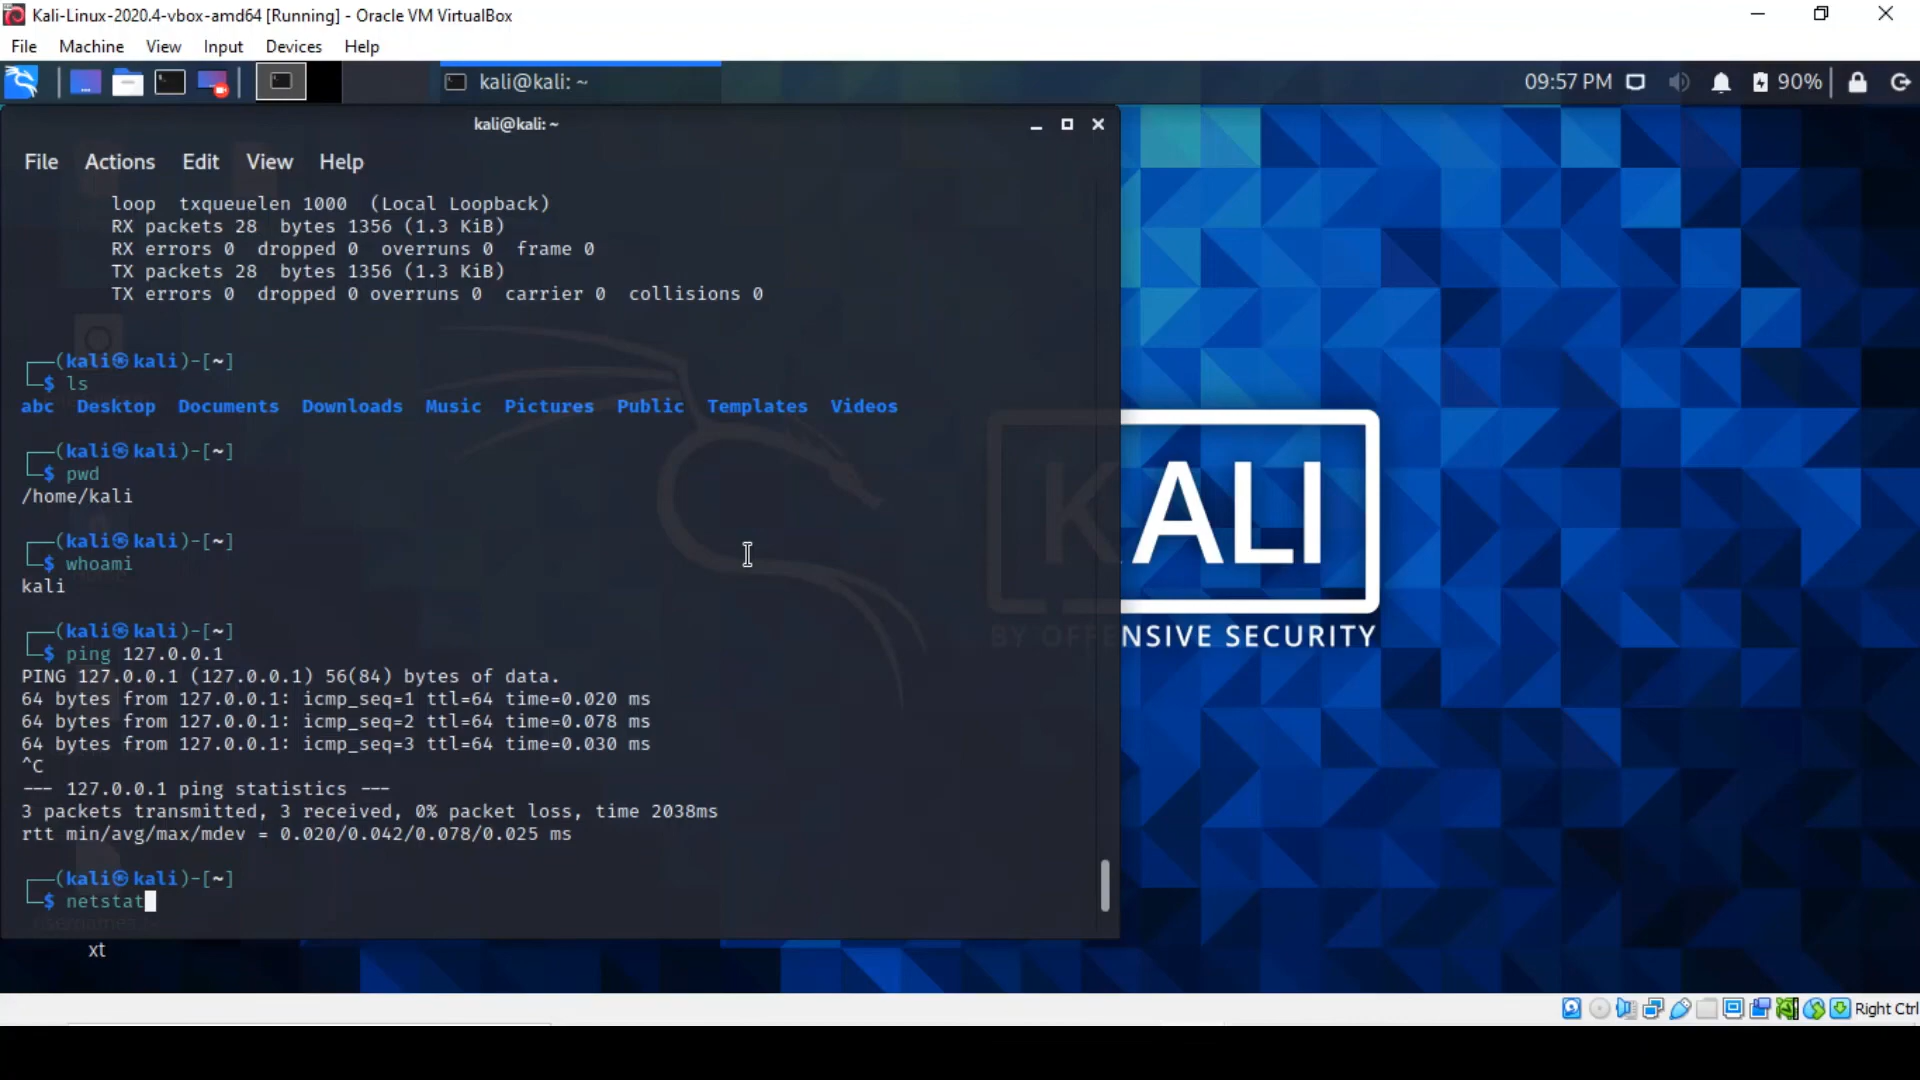 Kali-Linux-2020.4-vbox-amd64 [Running] - Oracle VM VirtualBox
File Machine View Input Devices Help
kali@kali: ~
09:57 PM 90%
kali@kali: ~
File Actions Edit View Help
loop txqueuelen 1000 (Local Loopback)
RX packets 28 bytes 1356 (1.3 KiB)
RX errors 0 dropped 0 overruns 0 frame 0
TX packets 28 bytes 1356 (1.3 KiB)
TX errors 0 dropped 0 overruns 0 carrier 0 collisions 0
┌──(kali㉿kali)-[~]
└─$ ls
abc Desktop Documents Downloads Music Pictures Public Templates Videos
┌──(kali㉿kali)-[~]
└─$ pwd
/home/kali
┌──(kali㉿kali)-[~]
└─$ whoami
kali
┌──(kali㉿kali)-[~]
└─$ ping 127.0.0.1
PING 127.0.0.1 (127.0.0.1) 56(84) bytes of data.
64 bytes from 127.0.0.1: icmp_seq=1 ttl=64 time=0.020 ms
64 bytes from 127.0.0.1: icmp_seq=2 ttl=64 time=0.078 ms
64 bytes from 127.0.0.1: icmp_seq=3 ttl=64 time=0.030 ms
^C
--- 127.0.0.1 ping statistics ---
3 packets transmitted, 3 received, 0% packet loss, time 2038ms
rtt min/avg/max/mdev = 0.020/0.042/0.078/0.025 ms
┌──(kali㉿kali)-[~]
└─$ netstat
xt
KALI
BY OFFENSIVE SECURITY
Right Ctrl